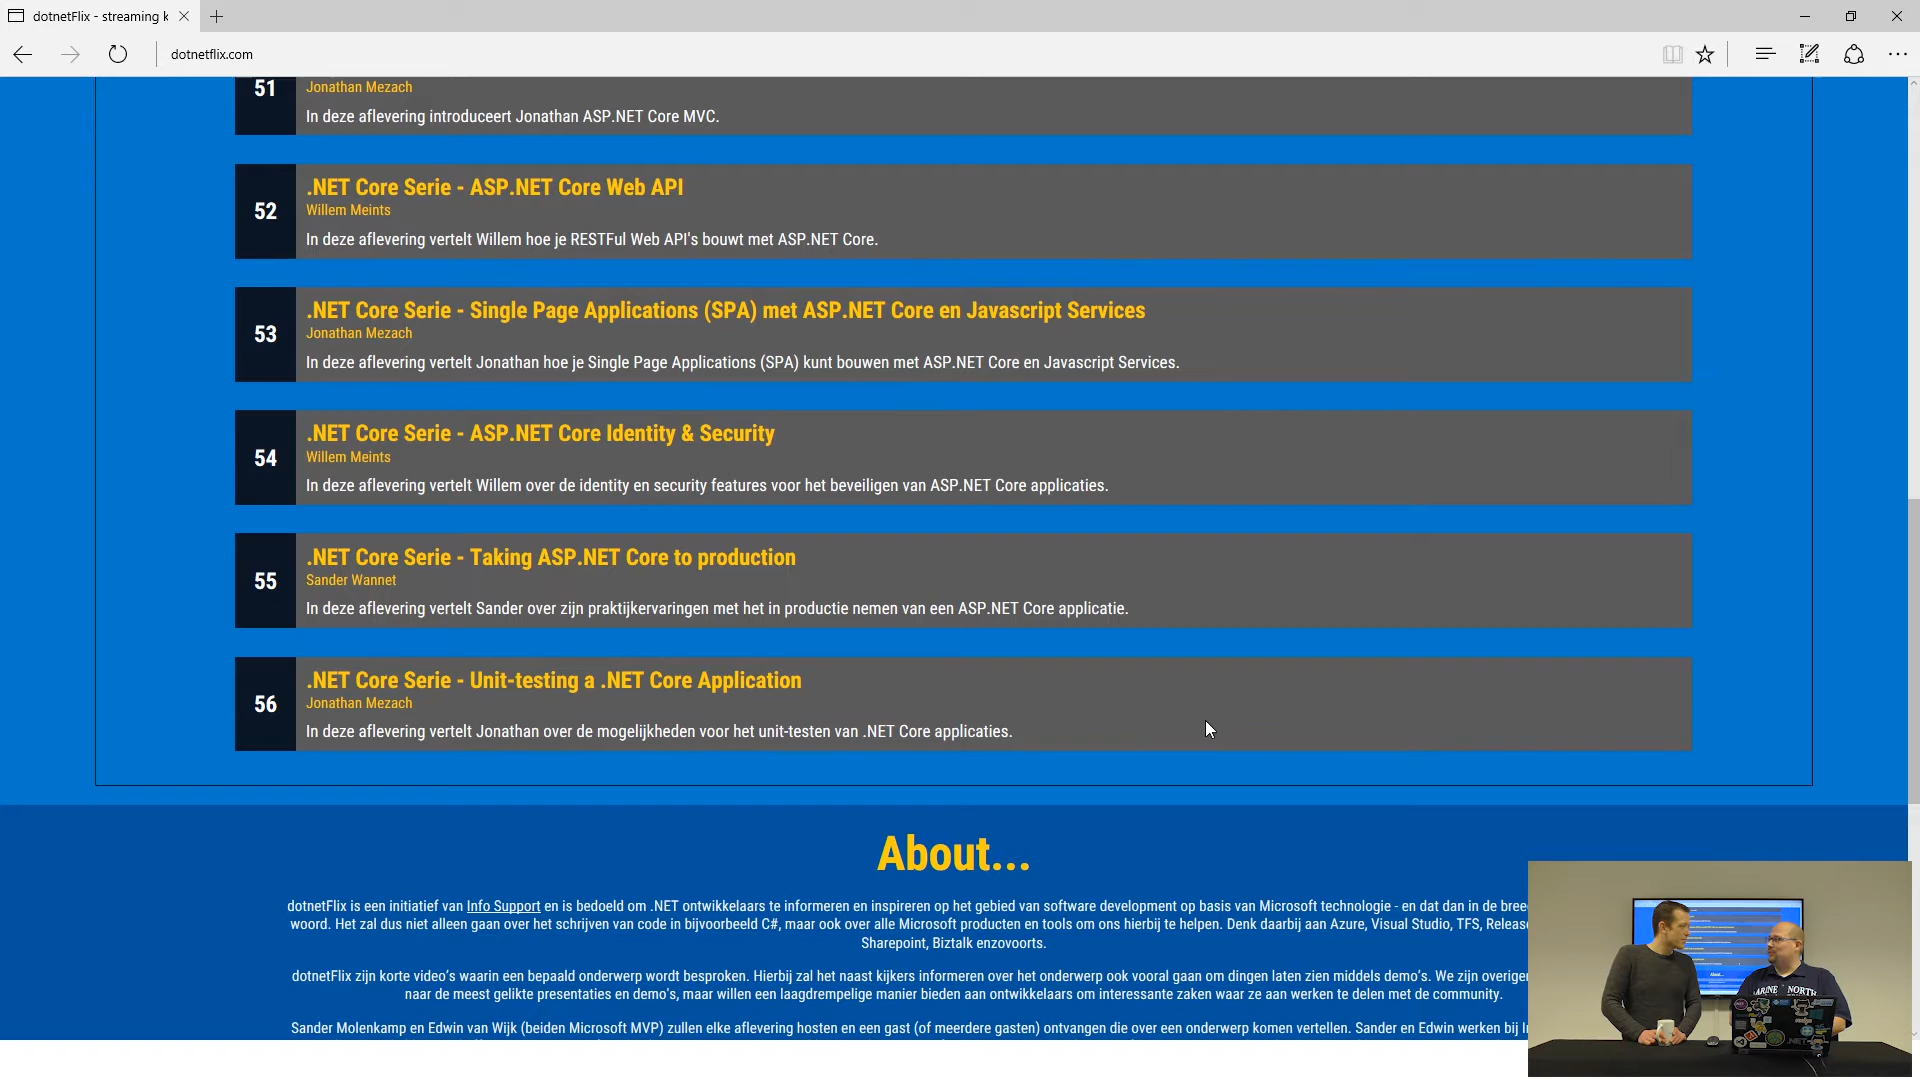 dotnetFlix - streaming k
dotnetflix.com
51
Jonathan Mezach
In deze aflevering introduceert Jonathan ASP.NET Core MVC.
52
.NET Core Serie - ASP.NET Core Web API
Willem Meints
In deze aflevering vertelt Willem hoe je RESTFul Web API's bouwt met ASP.NET Core.
53
.NET Core Serie - Single Page Applications (SPA) met ASP.NET Core en Javascript Services
Jonathan Mezach
In deze aflevering vertelt Jonathan hoe je Single Page Applications (SPA) kunt bouwen met ASP.NET Core en Javascript Services.
54
.NET Core Serie - ASP.NET Core Identity & Security
Willem Meints
In deze aflevering vertelt Willem over de identity en security features voor het beveiligen van ASP.NET Core applicaties.
55
.NET Core Serie - Taking ASP.NET Core to production
Sander Wannet
In deze aflevering vertelt Sander over zijn praktijkervaringen met het in productie nemen van een ASP.NET Core applicatie.
56
.NET Core Serie - Unit-testing a .NET Core Application
Jonathan Mezach
In deze aflevering vertelt Jonathan over de mogelijkheden voor het unit-testen van .NET Core applicaties.
About...
dotnetFlix is een initiatief van Info Support en is bedoeld om .NET ontwikkelaars te informeren en inspireren op het gebied van software development op basis van Microsoft technologie - en dat dan in de bree
woord. Het zal dus niet alleen gaan over het schrijven van code in bijvoorbeeld C#, maar ook over alle Microsoft producten en tools om ons hierbij te helpen. Denk daarbij aan Azure, Visual Studio, TFS, Release
Sharepoint, Biztalk enzovoorts.
dotnetFlix zijn korte video's waarin een bepaald onderwerp wordt besproken. Hierbij zal het naast kijkers informeren over het onderwerp ook vooral gaan om dingen laten zien middels demo's. We zijn overigen
naar de meest gelikte presentaties en demo's, maar willen een laagdrempelige manier bieden aan ontwikkelaars om interessante zaken waar ze aan werken te delen met de community.
Sander Molenkamp en Edwin van Wijk (beiden Microsoft MVP) zullen elke aflevering hosten en een gast (of meerdere gasten) ontvangen die over een onderwerp komen vertellen. Sander en Edwin werken bij I